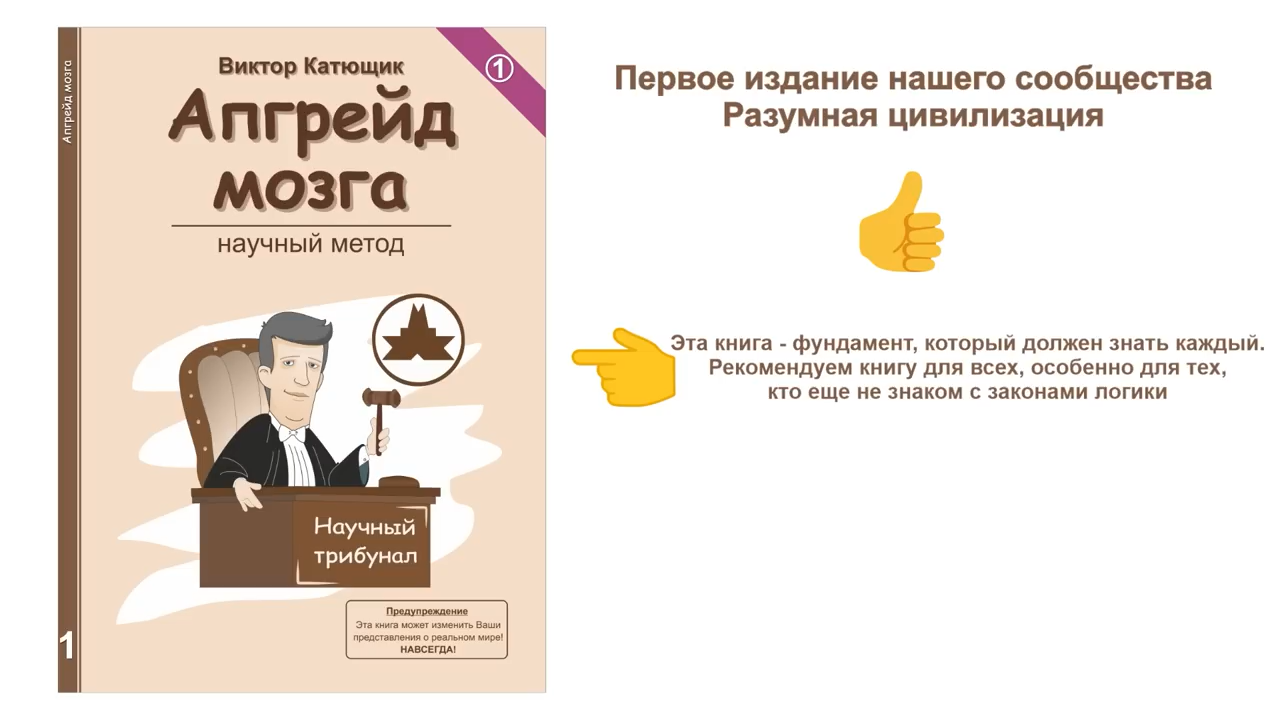 Апгрейд мозга
Виктор Катющик
1
Апгрейд
мозга
научный метод
Научный
трибунал
Предупреждение
Эта книга может изменить Ваши
представления о реальном мире!
НАВСЕГДА!
1
Первое издание нашего сообщества
Разумная цивилизация
Эта книга - фундамент, который должен знать каждый.
Рекомендуем книгу для всех, особенно для тех,
кто еще не знаком с законами логики